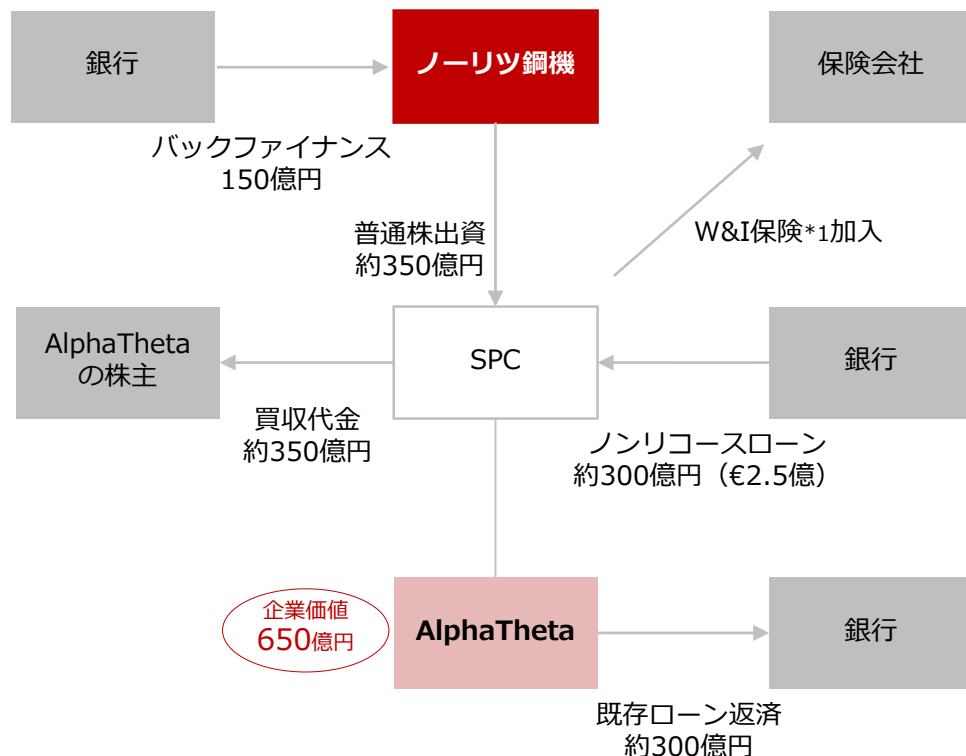 銀行
ノーリツ鋼機
保険会社
バックファイナンス
150億円
普通株出資
約350億円
W&I保険*1加入
AlphaTheta
の株主
SPC
銀行
買収代金
約350億円
ノンリコースローン
約300億円（€2.5億）
企業価値
650億円
AlphaTheta
銀行
既存ローン返済
約300億円